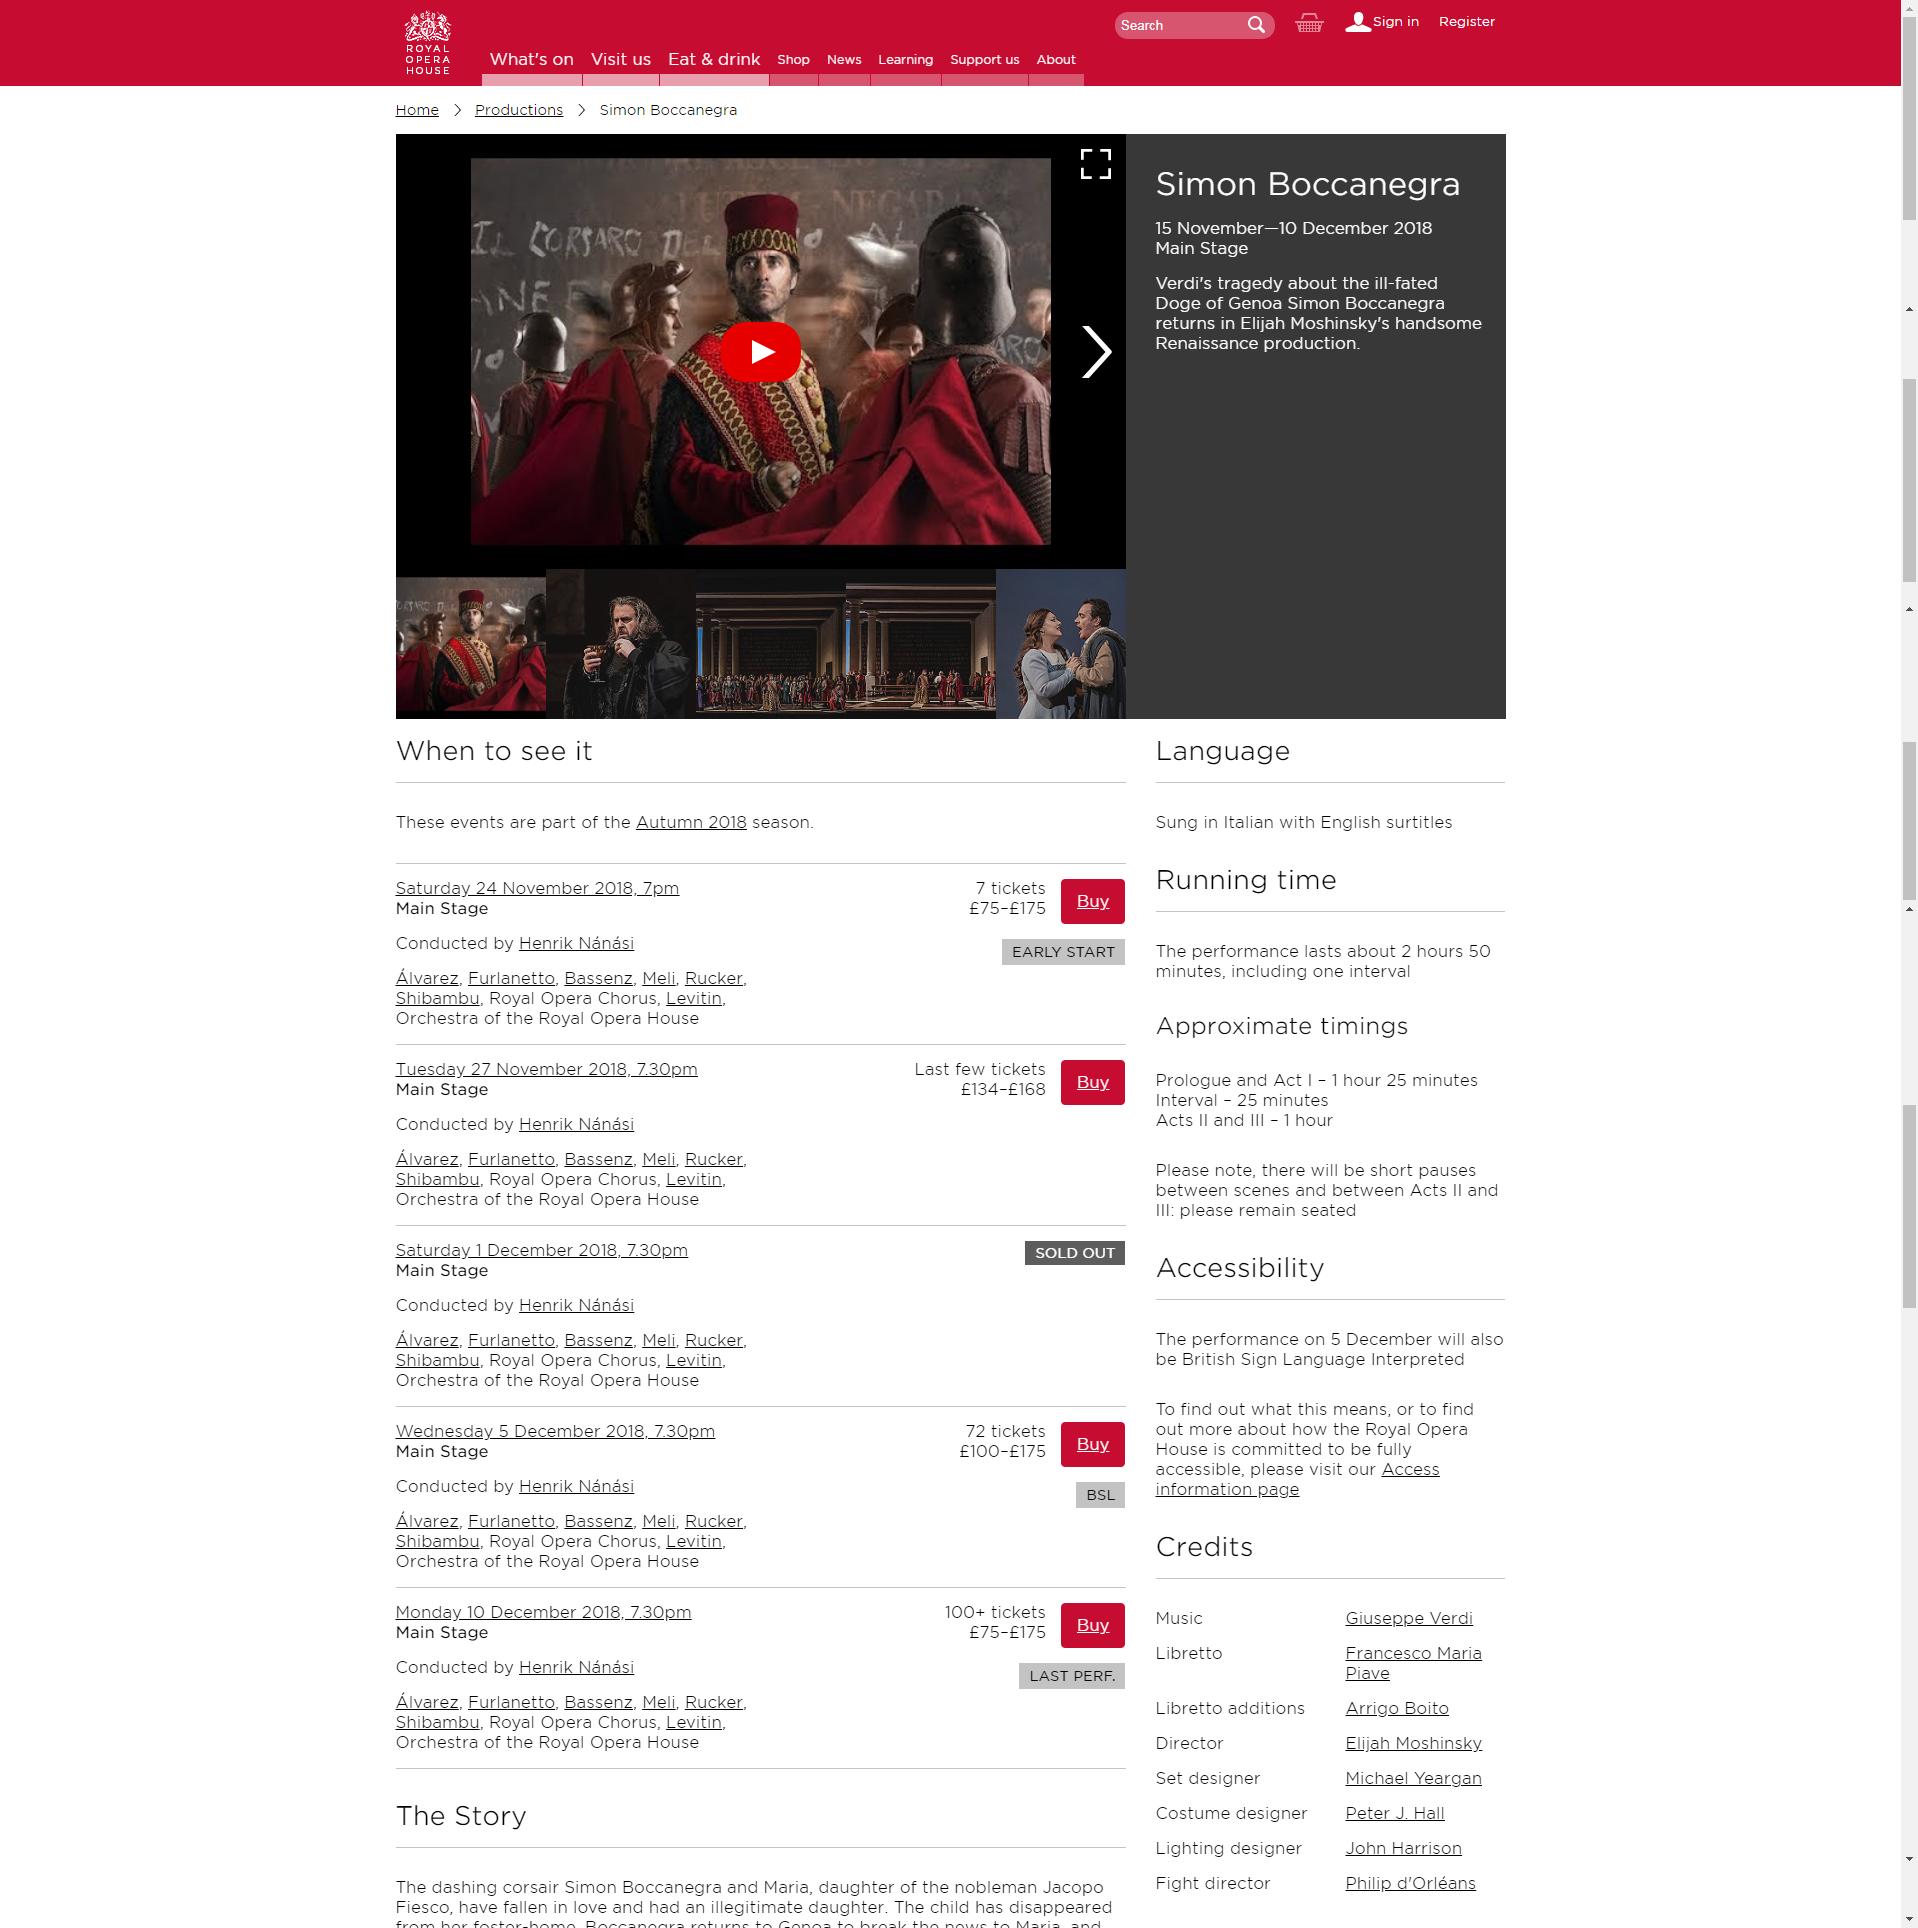 ROYAL
OPERA
HOUSE
What's on
Visit us
Eat & drink
Shop
News
Learning
Support us
About
Search
Sign in
Register
Home > Productions > Simon Boccanegra
IL CORSARO DEL
Simon Boccanegra
15 November—10 December 2018
Main Stage
Verdi's tragedy about the ill-fated
Doge of Genoa Simon Boccanegra
returns in Elijah Moshinsky's handsome
Renaissance production.
When to see it
These events are part of the Autumn 2018 season.
Saturday 24 November 2018, 7pm
Main Stage
7 tickets
£75–£175
Buy
EARLY START
Conducted by Henrik Nánási
Álvarez, Furlanetto, Bassenz, Meli, Rucker,
Shibambu, Royal Opera Chorus, Levitin,
Orchestra of the Royal Opera House
Tuesday 27 November 2018, 7.30pm
Main Stage
Last few tickets
£134–£168
Buy
Conducted by Henrik Nánási
Álvarez, Furlanetto, Bassenz, Meli, Rucker,
Shibambu, Royal Opera Chorus, Levitin,
Orchestra of the Royal Opera House
Saturday 1 December 2018, 7.30pm
Main Stage
SOLD OUT
Conducted by Henrik Nánási
Álvarez, Furlanetto, Bassenz, Meli, Rucker,
Shibambu, Royal Opera Chorus, Levitin,
Orchestra of the Royal Opera House
Wednesday 5 December 2018, 7.30pm
Main Stage
72 tickets
£100–£175
Buy
BSL
Conducted by Henrik Nánási
Álvarez, Furlanetto, Bassenz, Meli, Rucker,
Shibambu, Royal Opera Chorus, Levitin,
Orchestra of the Royal Opera House
Monday 10 December 2018, 7.30pm
Main Stage
100+ tickets
£75–£175
Buy
LAST PERF.
Conducted by Henrik Nánási
Álvarez, Furlanetto, Bassenz, Meli, Rucker,
Shibambu, Royal Opera Chorus, Levitin,
Orchestra of the Royal Opera House
The Story
The dashing corsair Simon Boccanegra and Maria, daughter of the nobleman Jacopo
Fiesco, have fallen in love and had an illegitimate daughter. The child has disappeared
from her foster-home. Boccanegra returns to Genoa to break the news to Maria, and
Language
Sung in Italian with English surtitles
Running time
The performance lasts about 2 hours 50
minutes, including one interval
Approximate timings
Prologue and Act I – 1 hour 25 minutes
Interval – 25 minutes
Acts II and III – 1 hour
Please note, there will be short pauses
between scenes and between Acts II and
III: please remain seated
Accessibility
The performance on 5 December will also
be British Sign Language Interpreted
To find out what this means, or to find
out more about how the Royal Opera
House is committed to be fully
accessible, please visit our Access
information page
Credits
Music Giuseppe Verdi
Libretto Francesco Maria
Piave
Libretto additions Arrigo Boito
Director Elijah Moshinsky
Set designer Michael Yeargan
Costume designer Peter J. Hall
Lighting designer John Harrison
Fight director Philip d'Orléans